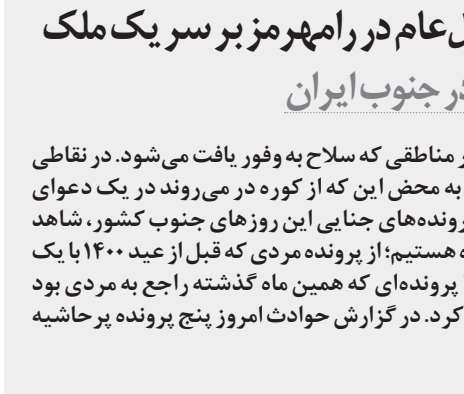 ل‌عام در رامهرمز بر سر یک ملک
در جنوب ایران
ر مناطقی که سلاح به وفور یافت می‌شود. در نقاطی
به محض این که از کوره در می‌روند در یک دعوای
رونده‌های جنایی این روزهای جنوب کشور، شاهد
ه هستیم؛ از پرونده مردی که قبل از عید ۱۴۰۰ با یک
پرونده‌ای که همین ماه گذشته راجع به مردی بود
کرد. در گزارش حوادث امروز پنج پرونده پرحاشیه